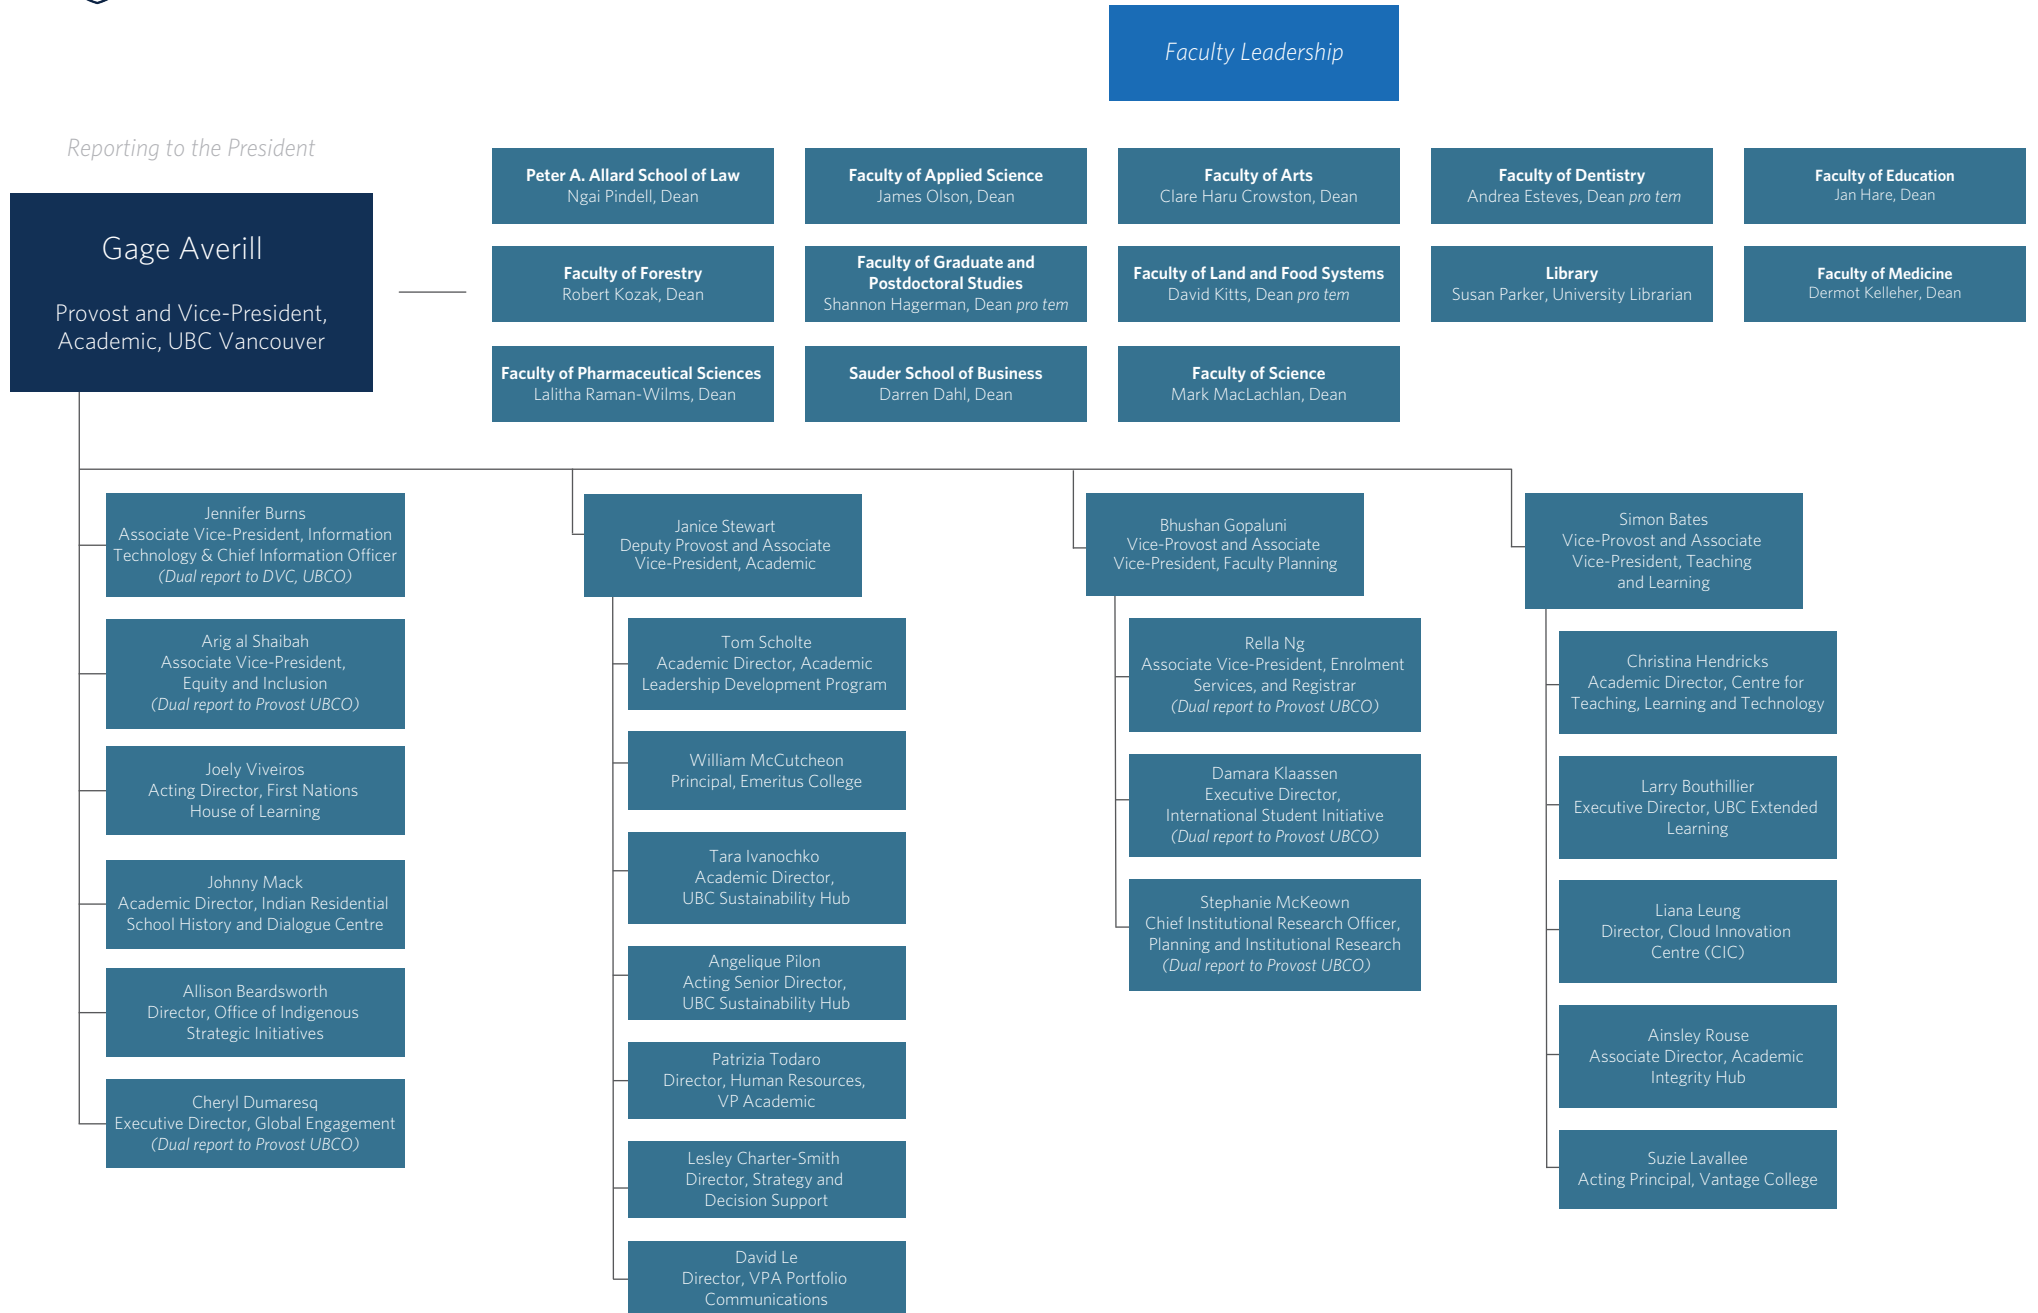 Faculty Leadership
Reporting to the President
Gage Averill
Provost and Vice-President,
Academic, UBC Vancouver
Peter A. Allard School of Law
Ngai Pindell, Dean
Faculty of Applied Science
James Olson, Dean
Faculty of Arts
Clare Haru Crowston, Dean
Faculty of Dentistry
Andrea Esteves, Dean pro tem
Faculty of Education
Jan Hare, Dean
Faculty of Forestry
Robert Kozak, Dean
Faculty of Graduate and
Postdoctoral Studies
Shannon Hagerman, Dean pro tem
Faculty of Land and Food Systems
David Kitts, Dean pro tem
Library
Susan Parker, University Librarian
Faculty of Medicine
Dermot Kelleher, Dean
Faculty of Pharmaceutical Sciences
Lalitha Raman-Wilms, Dean
Sauder School of Business
Darren Dahl, Dean
Faculty of Science
Mark MacLachlan, Dean
Jennifer Burns
Associate Vice-President, Information
Technology & Chief Information Officer
(Dual report to DVC, UBCO)
Arig al Shaibah
Associate Vice-President,
Equity and Inclusion
(Dual report to Provost UBCO)
Joely Viveiros
Acting Director, First Nations
House of Learning
Johnny Mack
Academic Director, Indian Residential
School History and Dialogue Centre
Allison Beardsworth
Director, Office of Indigenous
Strategic Initiatives
Cheryl Dumaresq
Executive Director, Global Engagement
(Dual report to Provost UBCO)
Janice Stewart
Deputy Provost and Associate
Vice-President, Academic
Tom Scholte
Academic Director, Academic
Leadership Development Program
William McCutcheon
Principal, Emeritus College
Tara Ivanochko
Academic Director,
UBC Sustainability Hub
Angelique Pilon
Acting Senior Director,
UBC Sustainability Hub
Patrizia Todaro
Director, Human Resources,
VP Academic
Lesley Charter-Smith
Director, Strategy and
Decision Support
David Le
Director, VPA Portfolio
Communications
Bhushan Gopaluni
Vice-Provost and Associate
Vice-President, Faculty Planning
Rella Ng
Associate Vice-President, Enrolment
Services, and Registrar
(Dual report to Provost UBCO)
Damara Klaassen
Executive Director,
International Student Initiative
(Dual report to Provost UBCO)
Stephanie McKeown
Chief Institutional Research Officer,
Planning and Institutional Research
(Dual report to Provost UBCO)
Simon Bates
Vice-Provost and Associate
Vice-President, Teaching
and Learning
Christina Hendricks
Academic Director, Centre for
Teaching, Learning and Technology
Larry Bouthillier
Executive Director, UBC Extended
Learning
Liana Leung
Director, Cloud Innovation
Centre (CIC)
Ainsley Rouse
Associate Director, Academic
Integrity Hub
Suzie Lavallee
Acting Principal, Vantage College